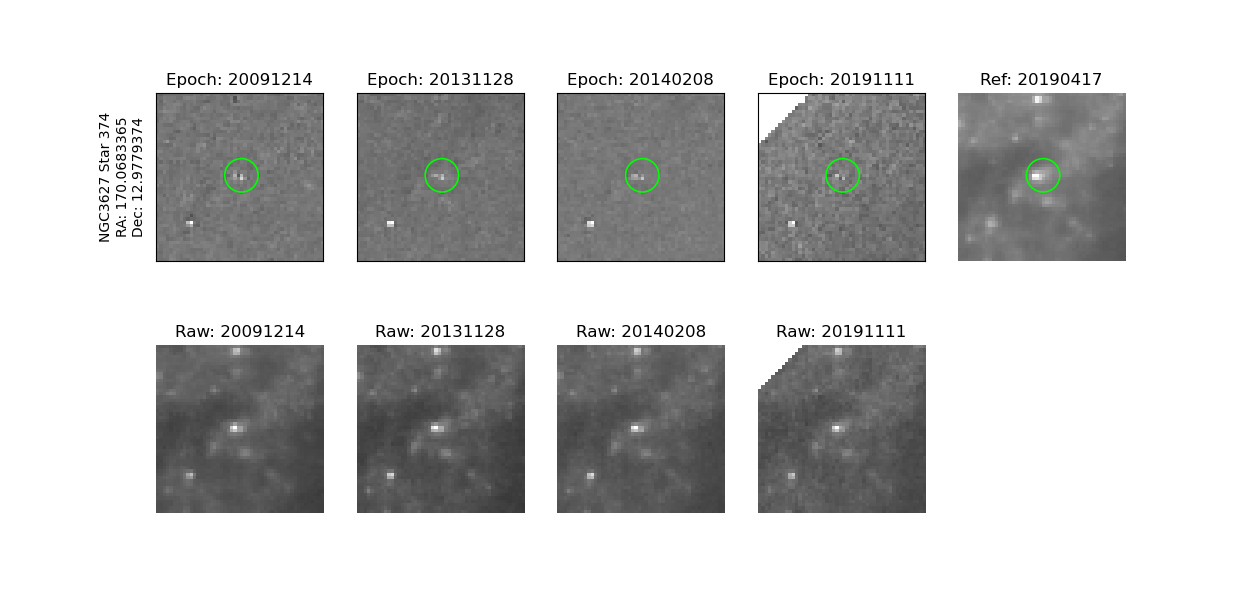 NGC3627 Star 374
RA: 170.0683365
Dec: 12.9779374
Epoch: 20091214
Epoch: 20131128
Epoch: 20140208
Epoch: 20191111
Ref: 20190417
Raw: 20091214
Raw: 20131128
Raw: 20140208
Raw: 20191111